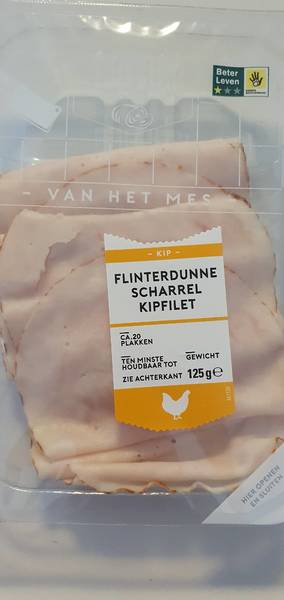 Beter
Leven
- VAN HET MES
- KIP -
FLINTERDUNNE
SCHARREL
KIPFILET
CA.20
PLAKKEN
TEN MINSTE
HOUDBAAR TOT
GEWICHT
ZIE ACHTERKANT
125g℮
HIER OPENEN
EN SLUITEN